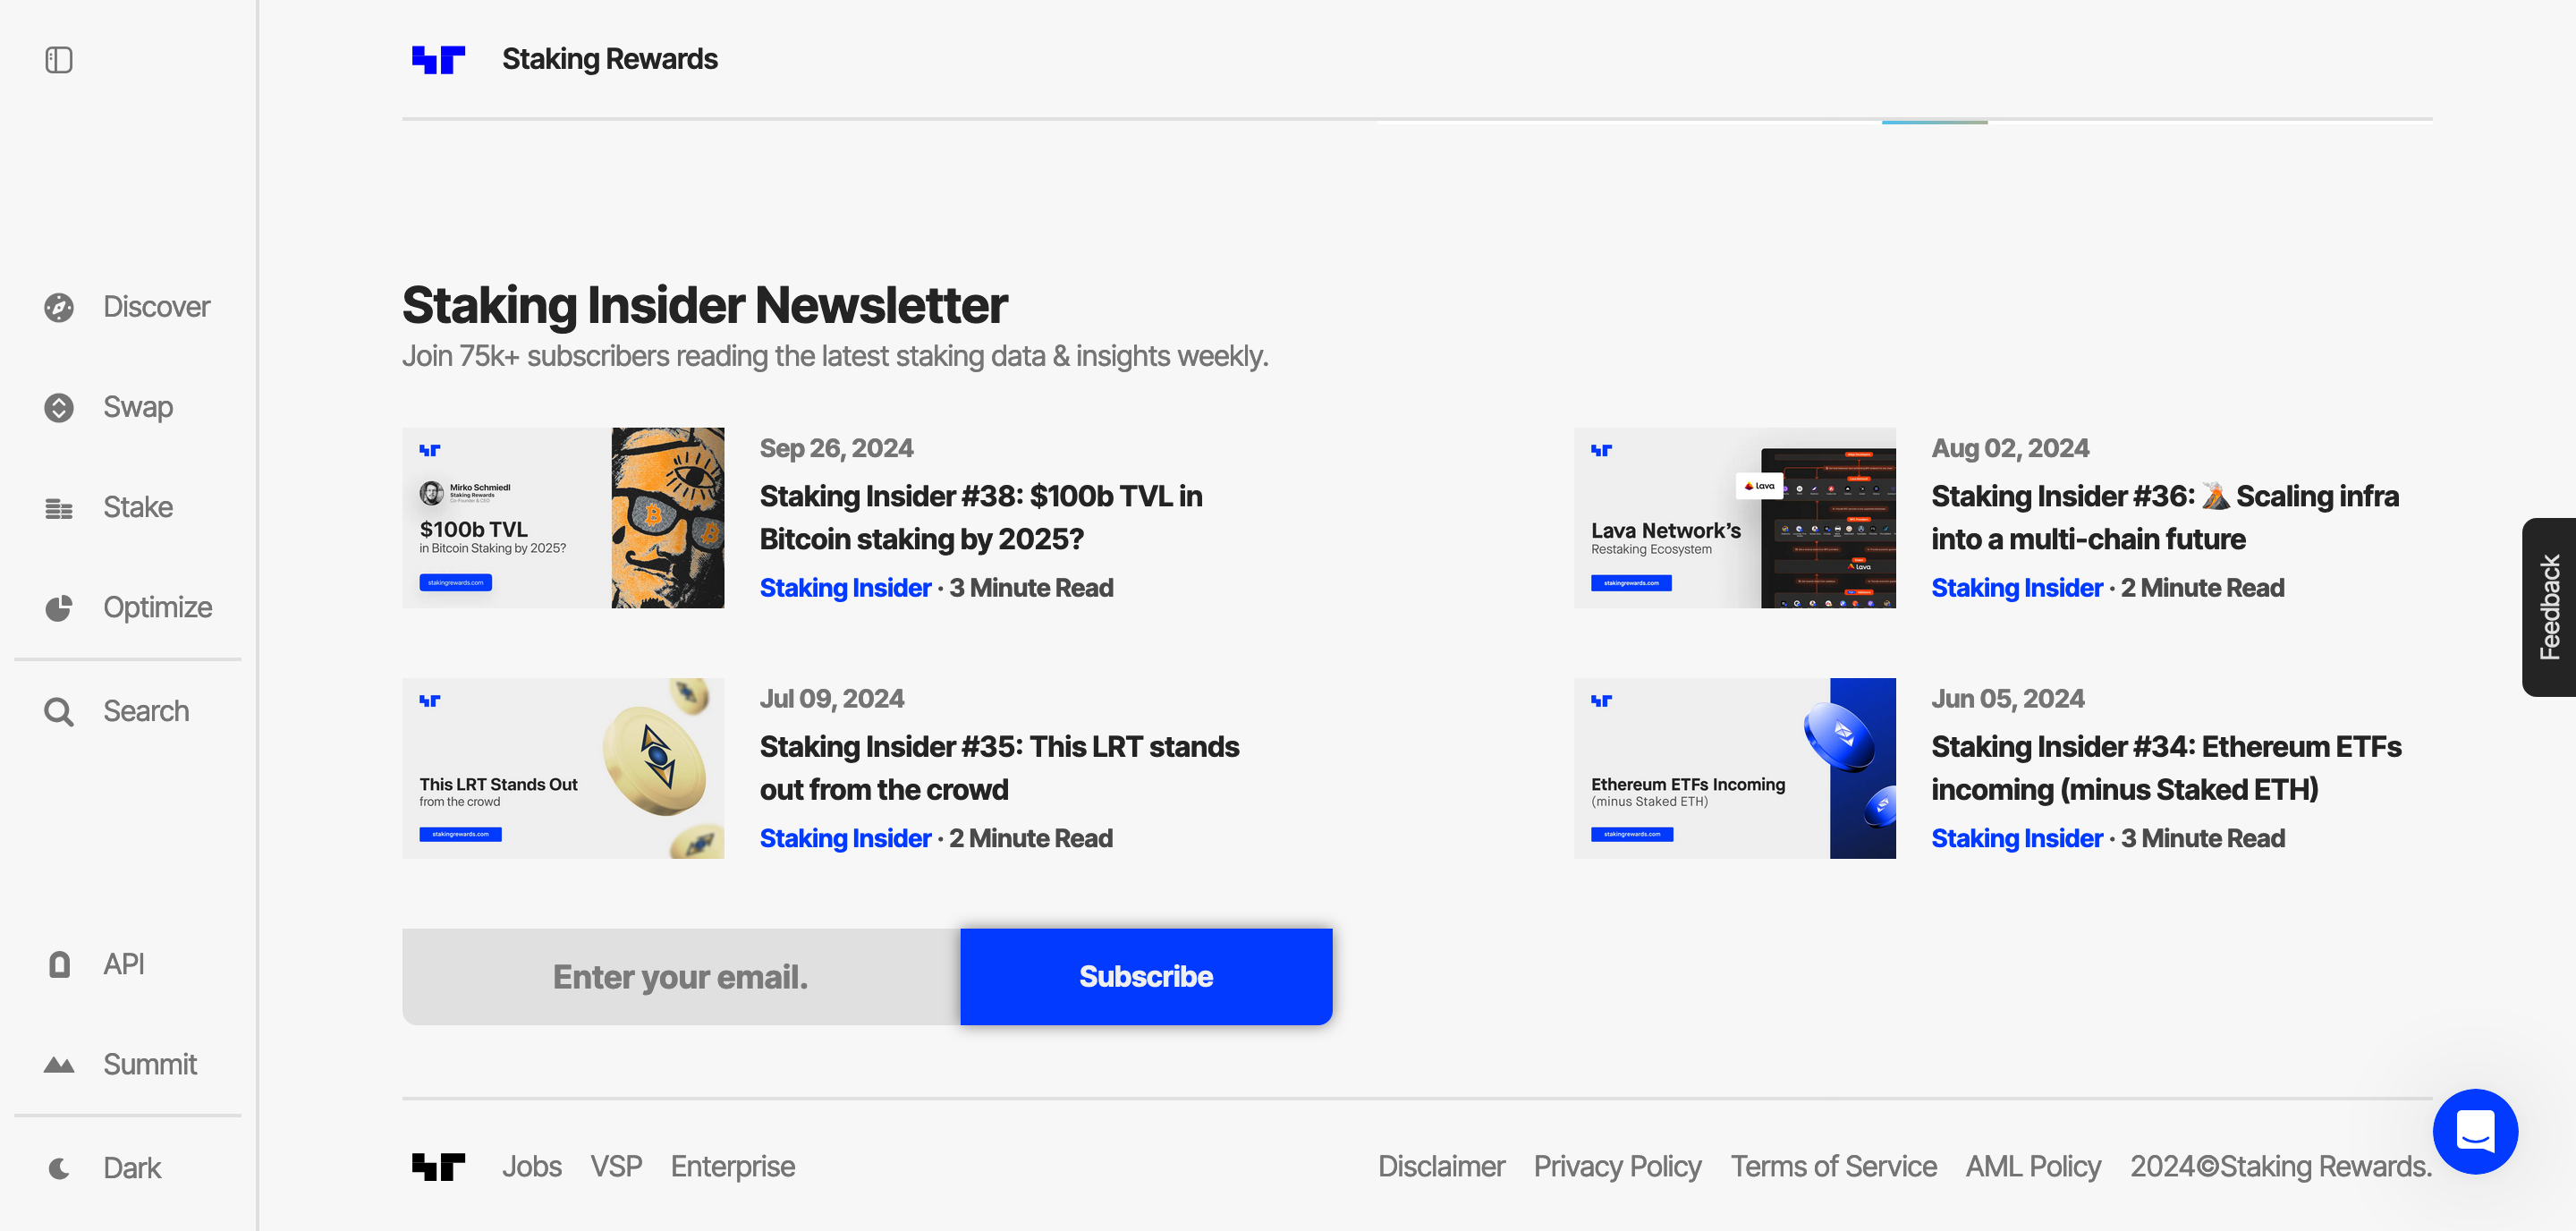 Staking Rewards
Discover
Swap
Stake
Optimize
Search
API
Summit
Dark
Staking Insider Newsletter
Join 75k+ subscribers reading the latest staking data & insights weekly.
Mirko Schmiedl
Staking Rewards
Co-Founder & CEO
$100b TVL
in Bitcoin Staking by 2025?
stakingrewards.com
Sep 26, 2024
Staking Insider #38: $100b TVL in
Bitcoin staking by 2025?
Staking Insider · 3 Minute Read
lava
Lava Network's
Restaking Ecosystem
stakingrewards.com
lava
Aug 02, 2024
Staking Insider #36: 🌋 Scaling infra
into a multi-chain future
Staking Insider · 2 Minute Read
This LRT Stands Out
from the crowd
stakingrewards.com
Jul 09, 2024
Staking Insider #35: This LRT stands
out from the crowd
Staking Insider · 2 Minute Read
Ethereum ETFs Incoming
(minus Staked ETH)
stakingrewards.com
Jun 05, 2024
Staking Insider #34: Ethereum ETFs
incoming (minus Staked ETH)
Staking Insider · 3 Minute Read
Enter your email.
Subscribe
Feedback
Jobs VSP Enterprise
Disclaimer Privacy Policy Terms of Service AML Policy 2024©Staking Rewards.